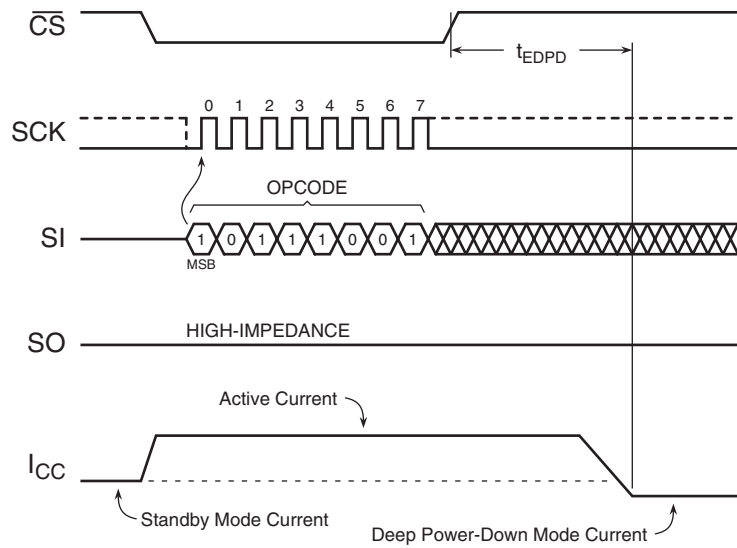 CS
tEDPD
0 1 2 3 4 5 6 7
SCK
OPCODE
SI
1 0 1 1 1 0 0 1
MSB
HIGH-IMPEDANCE
SO
Active Current
ICC
Standby Mode Current
Deep Power-Down Mode Current